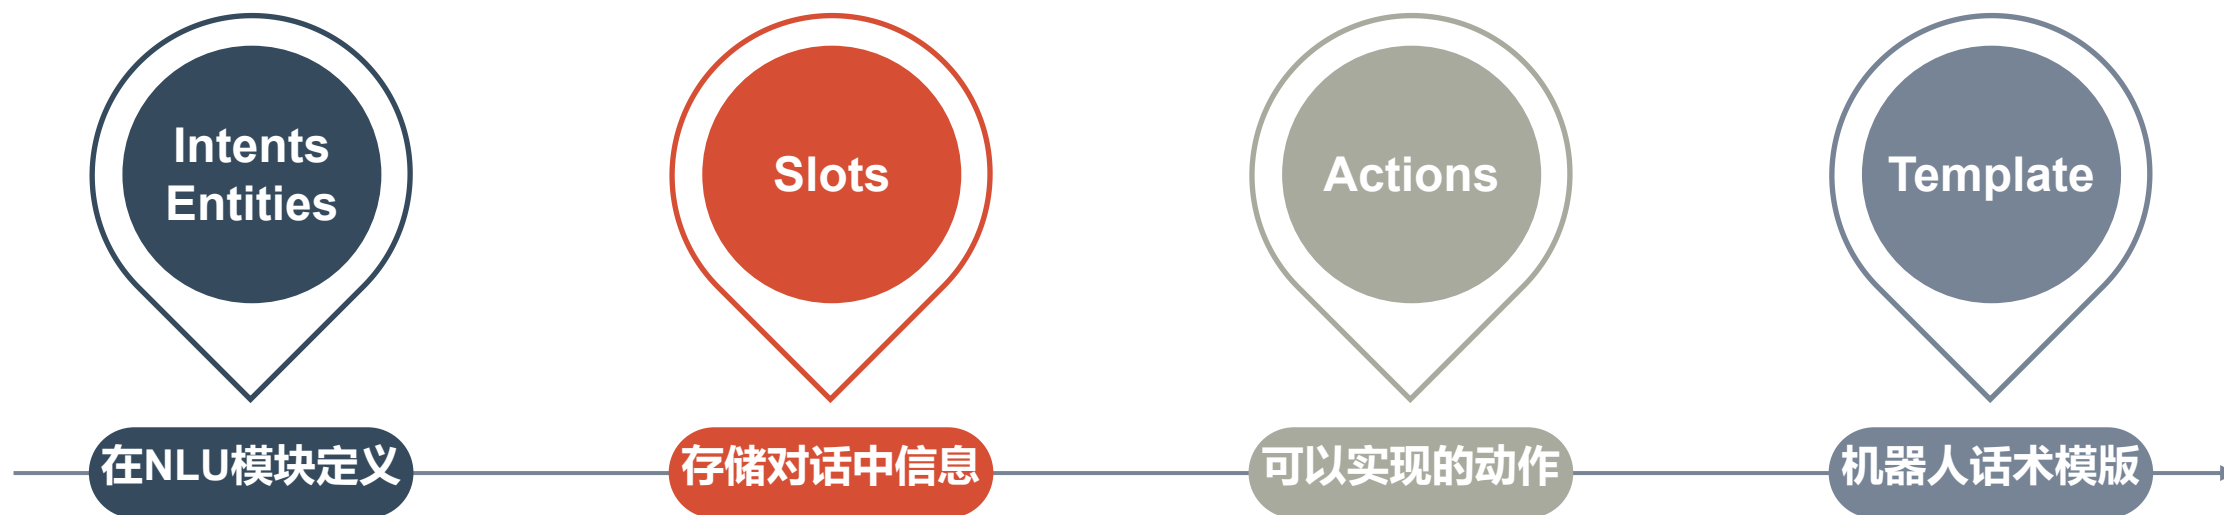 Intents
Entities
Slots
Actions
Template
在NLU模块定义
存储对话中信息
可以实现的动作
机器人话术模版